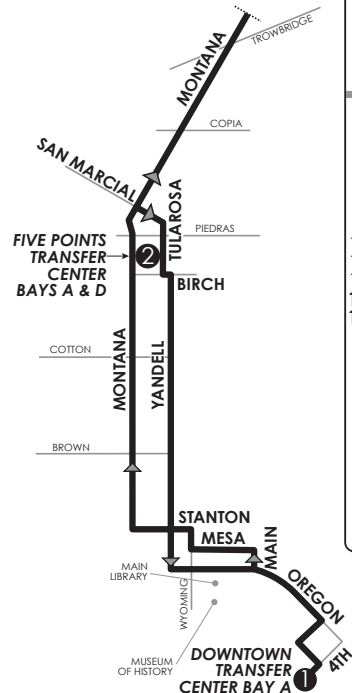 TROWBRIDGE
MONTANA
COPIA
SAN MARCIAL
TULAROSA
PIEDRAS
FIVE POINTS
TRANSFER
CENTER
BAYS A & D
2
BIRCH
COTTON
MONTANA
YANDELL
BROWN
STANTON
MESA
MAIN
MAIN
LIBRARY
WYOMING
OREGON
MUSEUM
OF HISTORY
DOWNTOWN
TRANSFER
CENTER BAY A
1
4TH